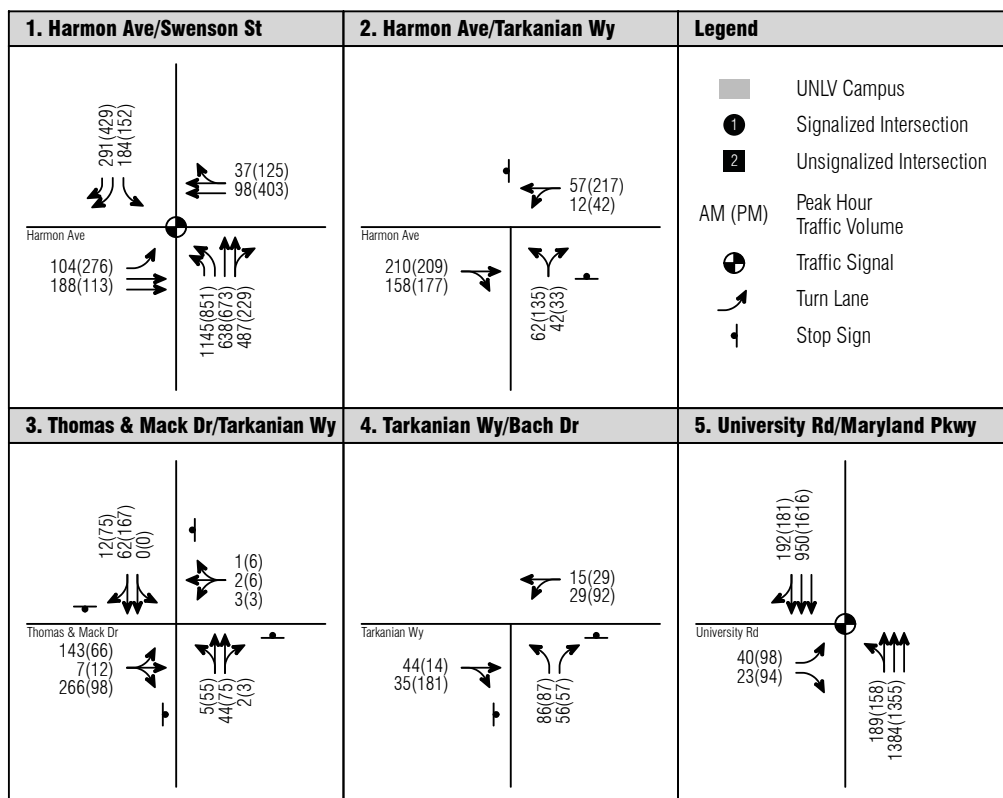 1. Harmon Ave/Swenson St
2. Harmon Ave/Tarkanian Wy
Legend
291(429)
184(152)
37(125)
98(403)
Harmon Ave
104(276)
188(113)
1145(851)
638(673)
487(229)
57(217)
12(42)
Harmon Ave
210(209)
158(177)
62(135)
42(33)
UNLV Campus
1
Signalized Intersection
2
Unsignalized Intersection
AM (PM)
Peak Hour
Traffic Volume
Traffic Signal
Turn Lane
Stop Sign
3. Thomas & Mack Dr/Tarkanian Wy
4. Tarkanian Wy/Bach Dr
5. University Rd/Maryland Pkwy
12(75)
62(167)
0(0)
1(6)
2(6)
3(3)
Thomas & Mack Dr
143(66)
7(12)
266(98)
5(55)
44(75)
2(3)
15(29)
29(92)
Tarkanian Wy
44(14)
35(181)
86(87)
56(57)
192(181)
950(1616)
University Rd
40(98)
23(94)
189(158)
1384(1355)